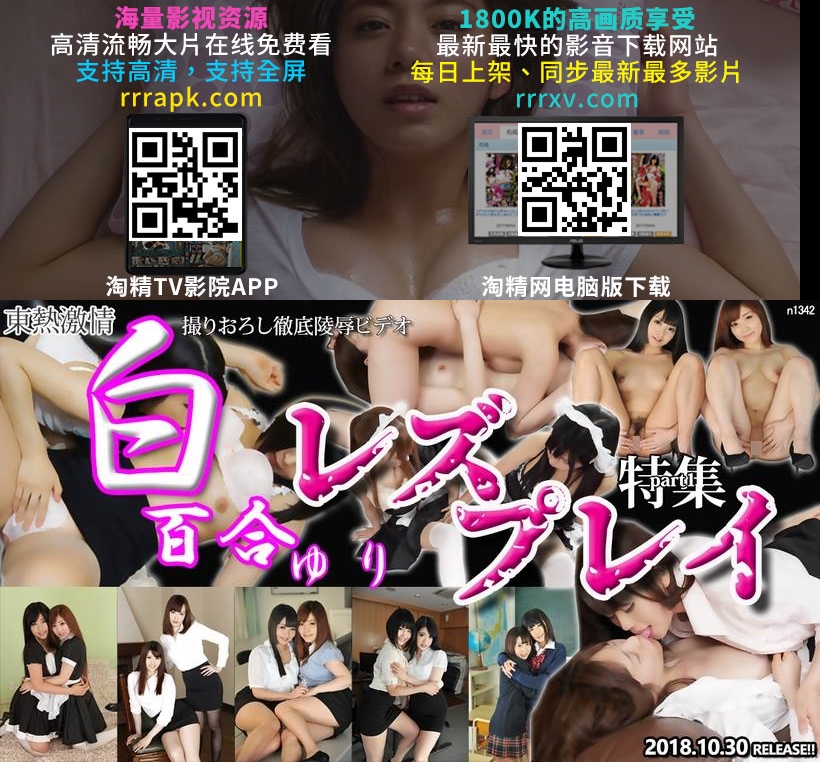 海量影视资源
高清流畅大片在线免费看
支持高清，支持全屏
rrrapk.com
淘精TV影院APP
1800K的高画质享受
最新最快的影音下载网站
每日上架、同步最新最多影片
rrrxv.com
淘精网电脑版下载
東熱激情
撮りおろし徹底陵辱ビデオ
n1342
白
百合ゆり
レズ
プレイ
特集
part1
2018.10.30 RELEASE!!